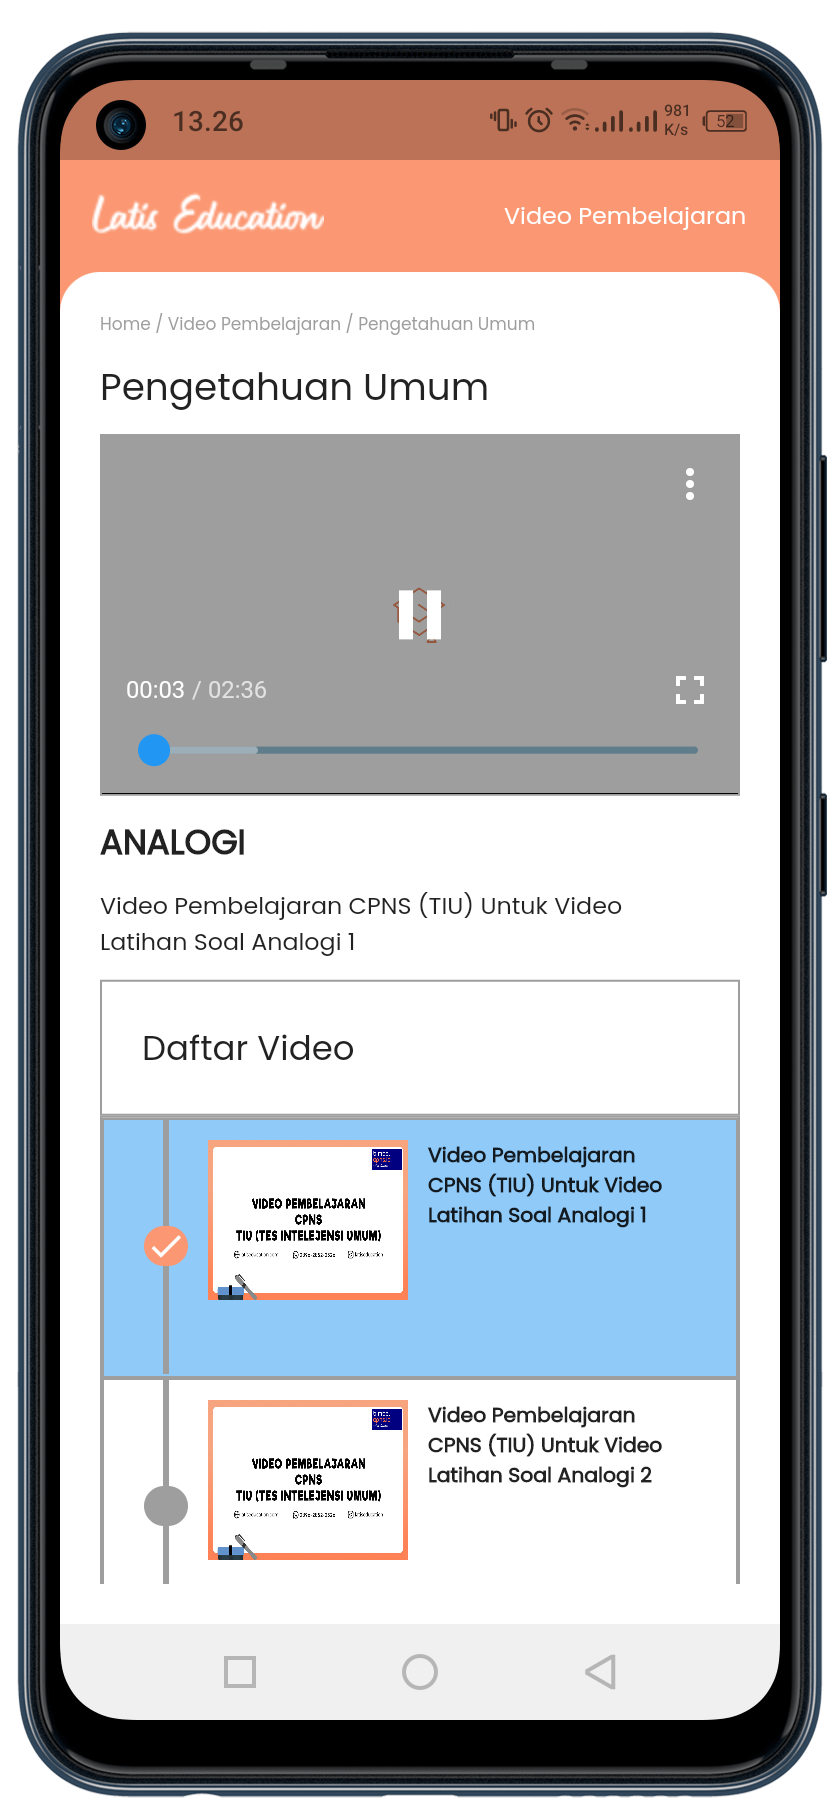 13.26
981
K/s
52
Latis Education
Video Pembelajaran
Home / Video Pembelajaran / Pengetahuan Umum
Pengetahuan Umum
00:03 / 02:36
ANALOGI
Video Pembelajaran CPNS (TIU) Untuk Video
Latihan Soal Analogi 1
Daftar Video
VIDEO PEMBELAJARAN
CPNS
TIU (TES INTELEJENSI UMUM)
latiseducation
Video Pembelajaran
CPNS (TIU) Untuk Video
Latihan Soal Analogi 1
VIDEO PEMBELAJARAN
CPNS
TIU (TES INTELEJENSI UMUM)
latiseducation
Video Pembelajaran
CPNS (TIU) Untuk Video
Latihan Soal Analogi 2